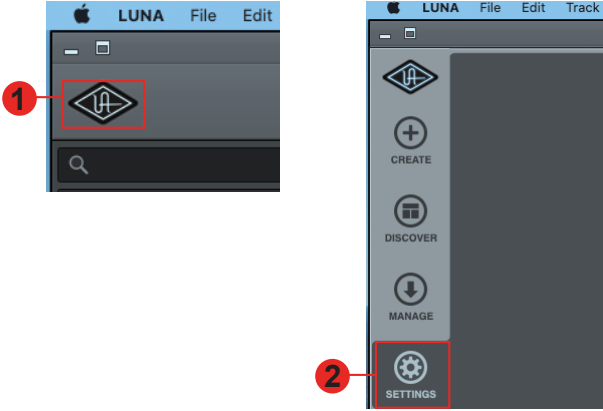 LUNA File Edit
1
LUNA File Edit Track
CREATE
DISCOVER
MANAGE
2
SETTINGS